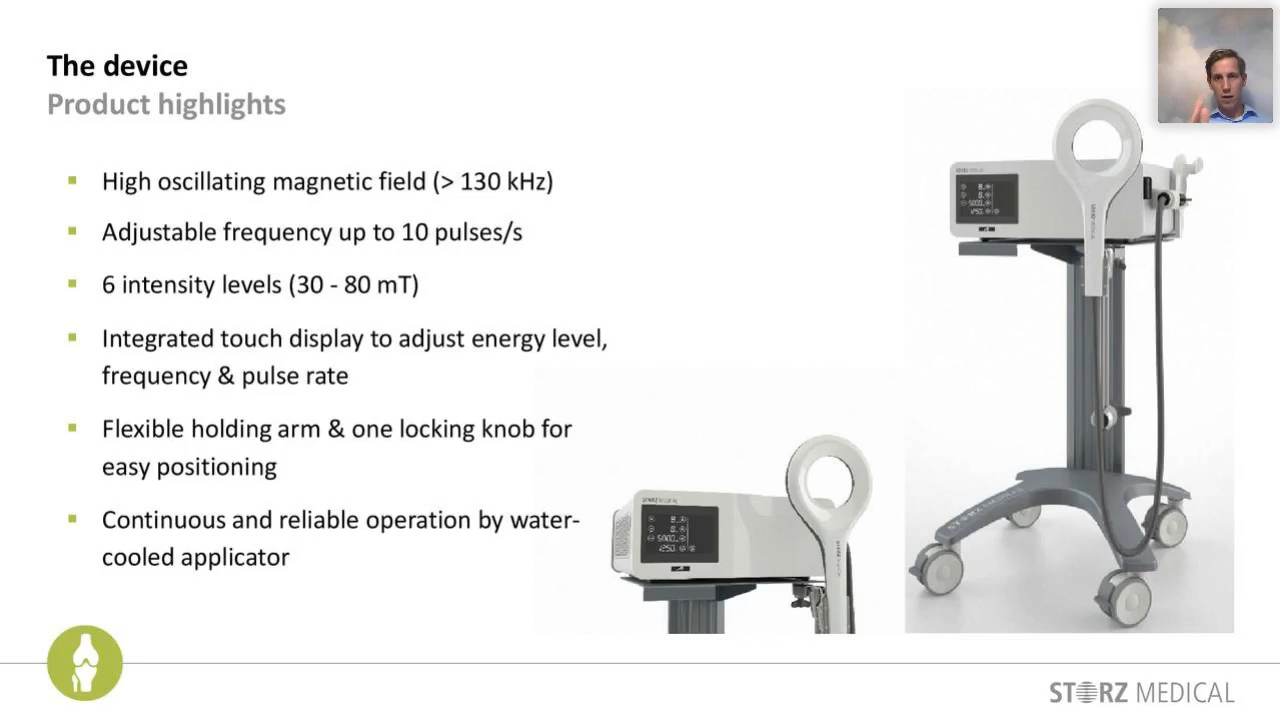 The device
Product highlights
High oscillating magnetic field (> 130 kHz)
Adjustable frequency up to 10 pulses/s
6 intensity levels (30 - 80 mT)
Integrated touch display to adjust energy level,
frequency & pulse rate
Flexible holding arm & one locking knob for
easy positioning
Continuous and reliable operation by water-
cooled applicator
STORZ MEDICAL
STORZ MEDICAL